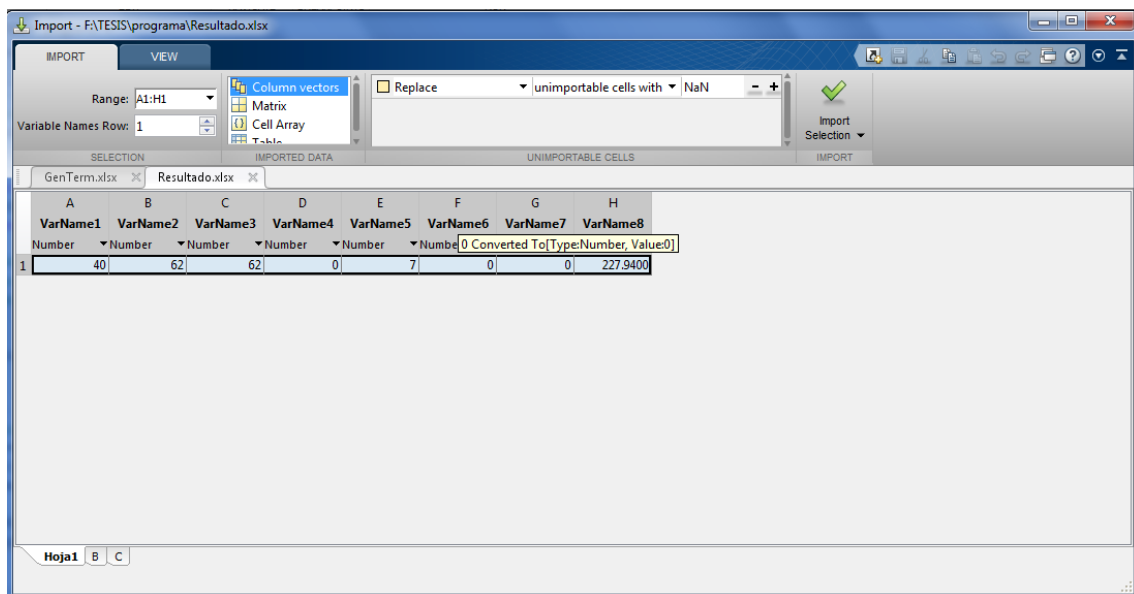 Import - F:\TESIS\programa\Resultado.xlsx
IMPORT VIEW
Range: A1:H1
Variable Names Row: 1
SELECTION
Column vectors
Matrix
Cell Array
Table
IMPORTED DATA
Replace unimportable cells with NaN
UNIMPORTABLE CELLS
Import
Selection
IMPORT
GenTerm.xlsx Resultado.xlsx
A B C D E F G H
VarName1 VarName2 VarName3 VarName4 VarName5 VarName6 VarName7 VarName8
Number Number Number Number Number Numbe 0 Converted To[Type:Number, Value:0]
1 40 62 62 0 7 0 0 227.9400
Hoja1 B C